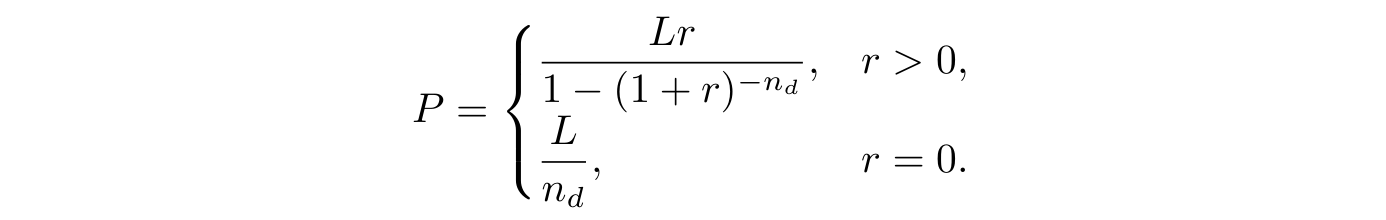 P = { Lr / (1 − (1 + r)^{−n_d}), r > 0,
L / n_d, r = 0.